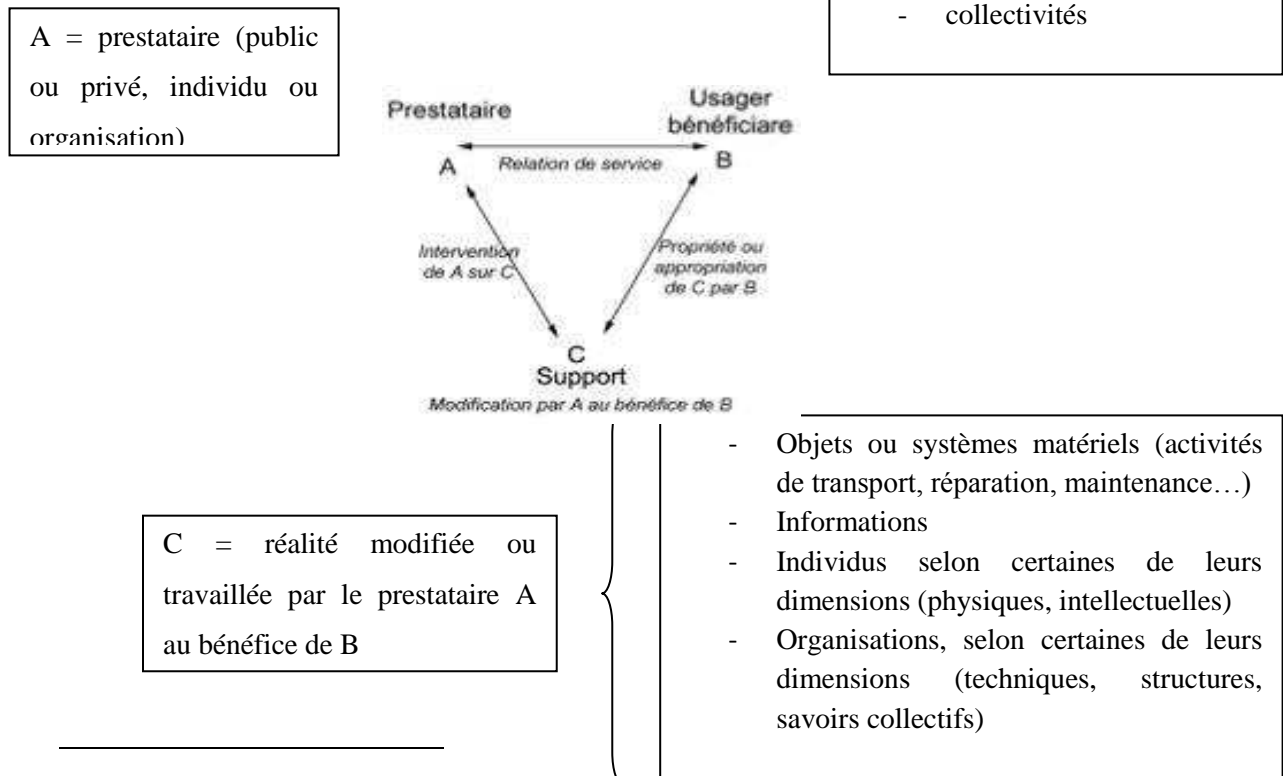 - collectivités
A = prestataire (public
ou privé, individu ou
organisation)
Prestataire
Usager
bénéficiare
A
Relation de service
B
Intervention
de A sur C
Propriété ou
appropriation
de C par B
C
Support
Modification par A au bénéfice de B
C = réalité modifiée ou
travaillée par le prestataire A
au bénéfice de B
- Objets ou systèmes matériels (activités
de transport, réparation, maintenance…)
- Informations
- Individus selon certaines de leurs
dimensions (physiques, intellectuelles)
- Organisations, selon certaines de leurs
dimensions (techniques, structures,
savoirs collectifs)